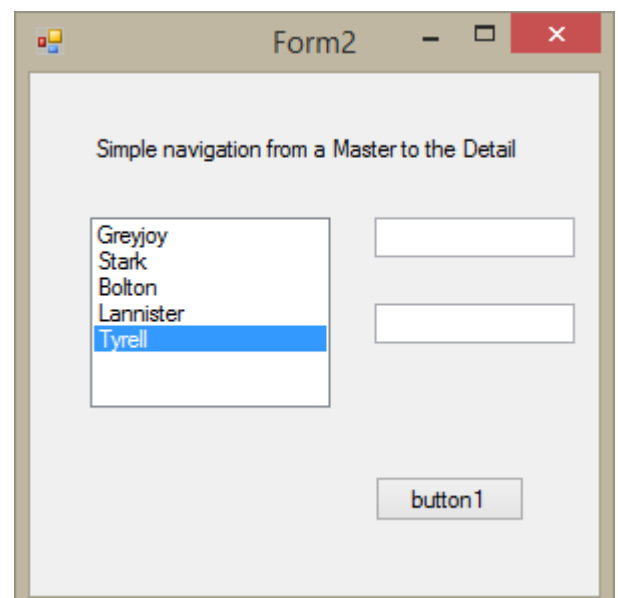 Form2
Simple navigation from a Master to the Detail
Greyjoy
Stark
Bolton
Lannister
Tyrell
button1